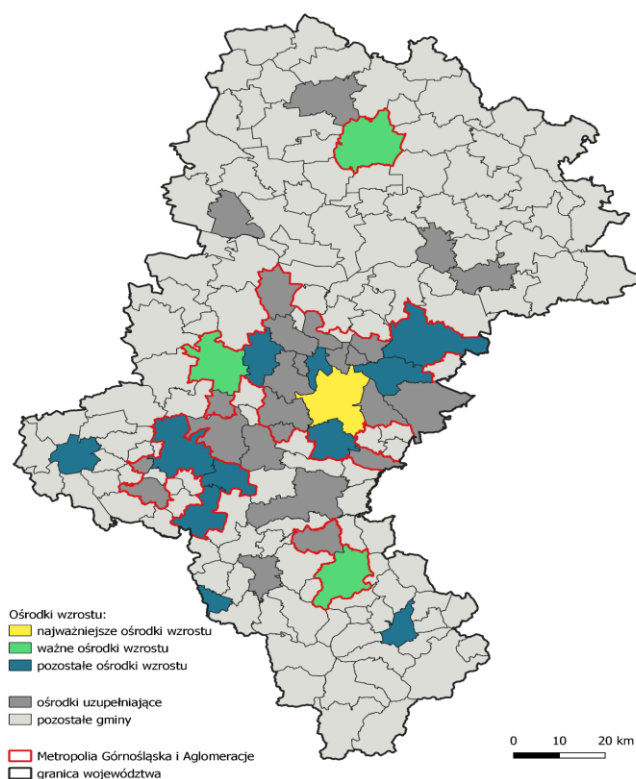 Ośrodki wzrostu:
najważniejsze ośrodki wzrostu
ważne ośrodki wzrostu
pozostałe ośrodki wzrostu
ośrodki uzupełniające
pozostałe gminy
Metropolia Górnośląska i Aglomeracje
granica województwa
0 10 20 km